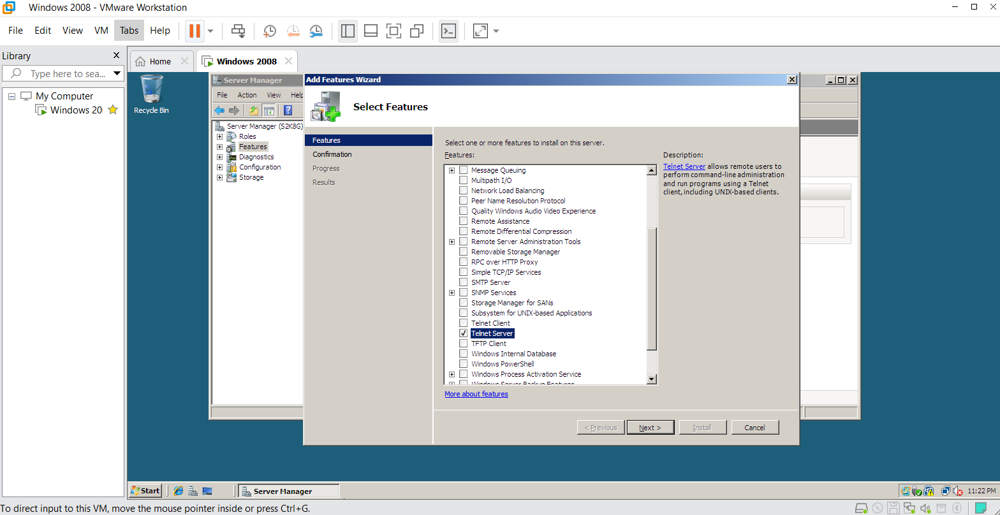 Windows 2008 - VMware Workstation
File Edit View VM Tabs Help
Library
Type here to sea...
My Computer
Windows 20
Home
Windows 2008
Recycle Bin
Server Manager
File Action View Help
Server Manager (S2K8G)
Roles
Features
Diagnostics
Configuration
Storage
Add Features Wizard
Select Features
Features
Confirmation
Progress
Results
Select one or more features to install on this server.
Features:
Message Queuing
Multipath I/O
Network Load Balancing
Peer Name Resolution Protocol
Quality Windows Audio Video Experience
Remote Assistance
Remote Differential Compression
Remote Server Administration Tools
Removable Storage Manager
RPC over HTTP Proxy
Simple TCP/IP Services
SMTP Server
SNMP Services
Storage Manager for SANs
Subsystem for UNIX-based Applications
Telnet Client
Telnet Server
TFTP Client
Windows Internal Database
Windows PowerShell
Windows Process Activation Service
Windows Server Backup Features
More about features
Description:
Telnet Server allows remote users to
perform command-line administration
and run programs using a Telnet
client, including UNIX-based clients.
< Previous Next > Install Cancel
Start
Server Manager
11:22 PM
To direct input to this VM, move the mouse pointer inside or press Ctrl+G.